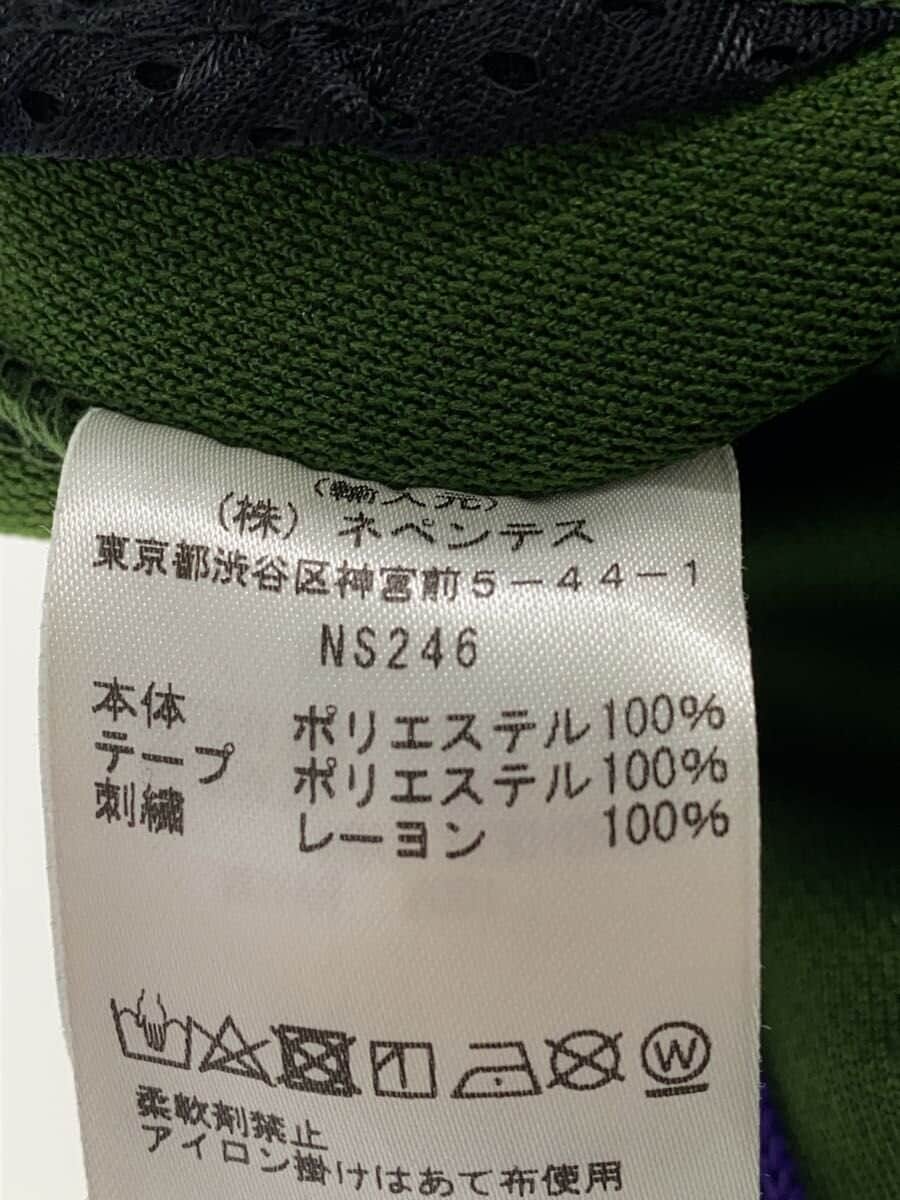 (輸入元)
(株) ネペンテス
東京都渋谷区神宮前5-44-1
NS246
本体 ポリエステル100%
テープ ポリエステル100%
刺繍 レーヨン 100%
W
柔軟剤禁止
アイロン掛けはあて布使用